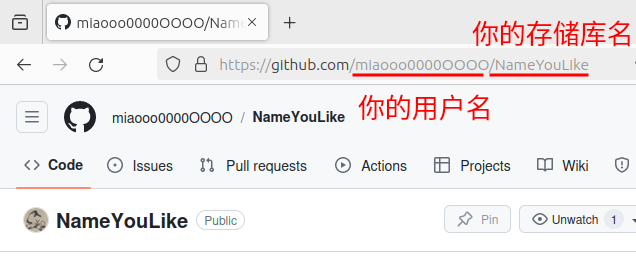 miaooo0000OOOO/Nam
你的存储库名
https://github.com/miaooo0000OOOO/NameYouLike
miaooo0000OOOO / NameYouLike
你的用户名
Code Issues Pull requests Actions Projects Wiki
NameYouLike Public Pin Unwatch 1